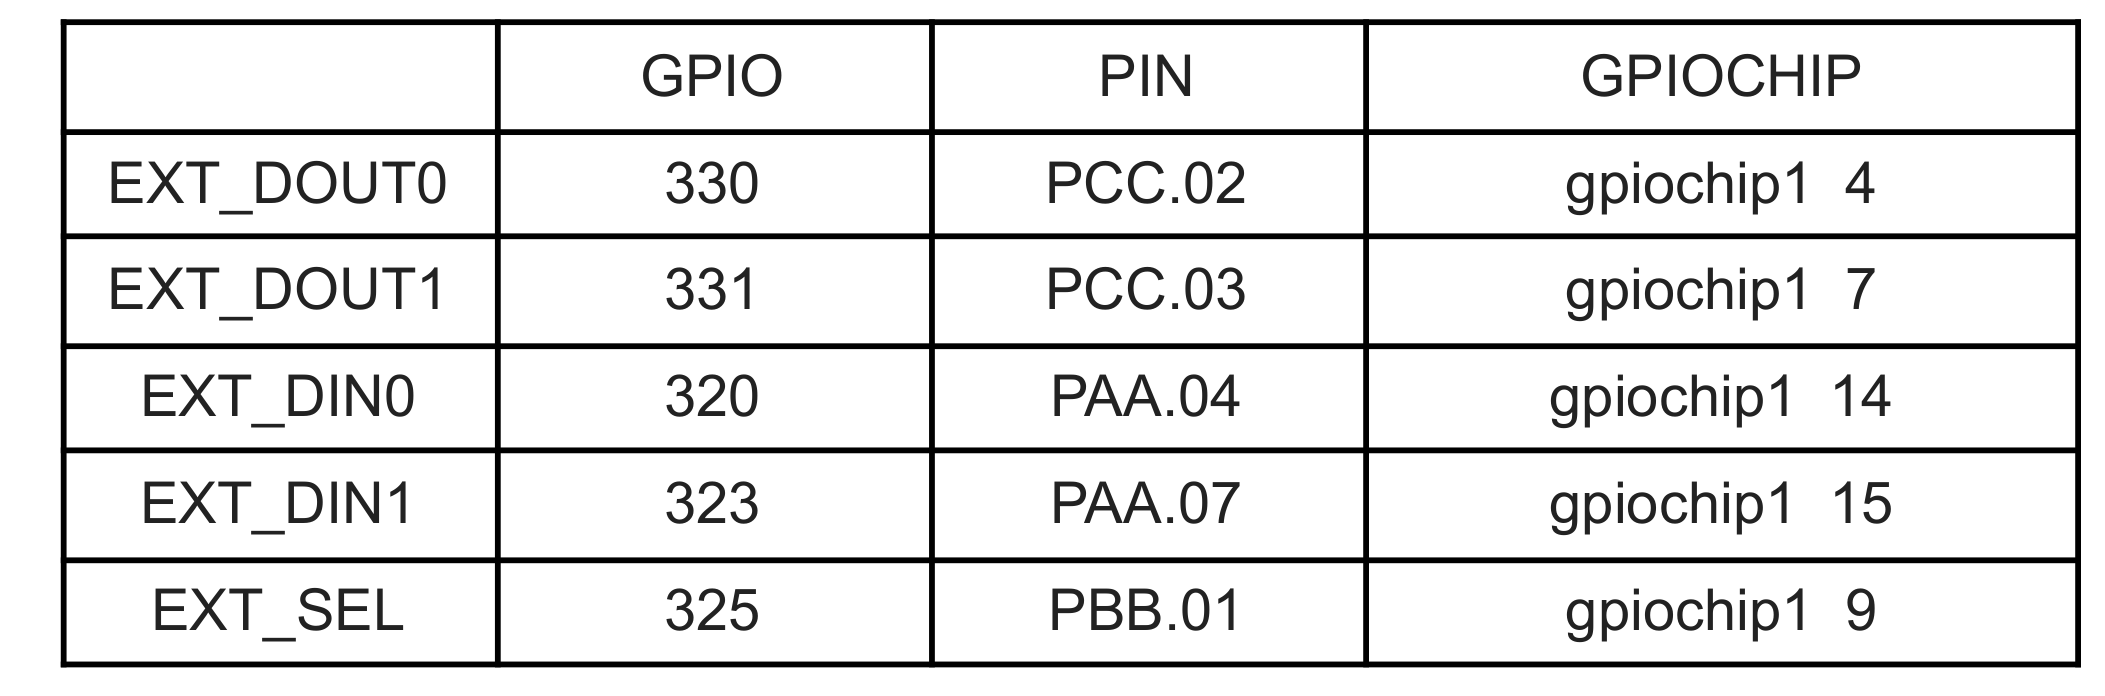 GPIO PIN GPIOCHIP
EXT_DOUT0 330 PCC.02 gpiochip1 4
EXT_DOUT1 331 PCC.03 gpiochip1 7
EXT_DIN0 320 PAA.04 gpiochip1 14
EXT_DIN1 323 PAA.07 gpiochip1 15
EXT_SEL 325 PBB.01 gpiochip1 9